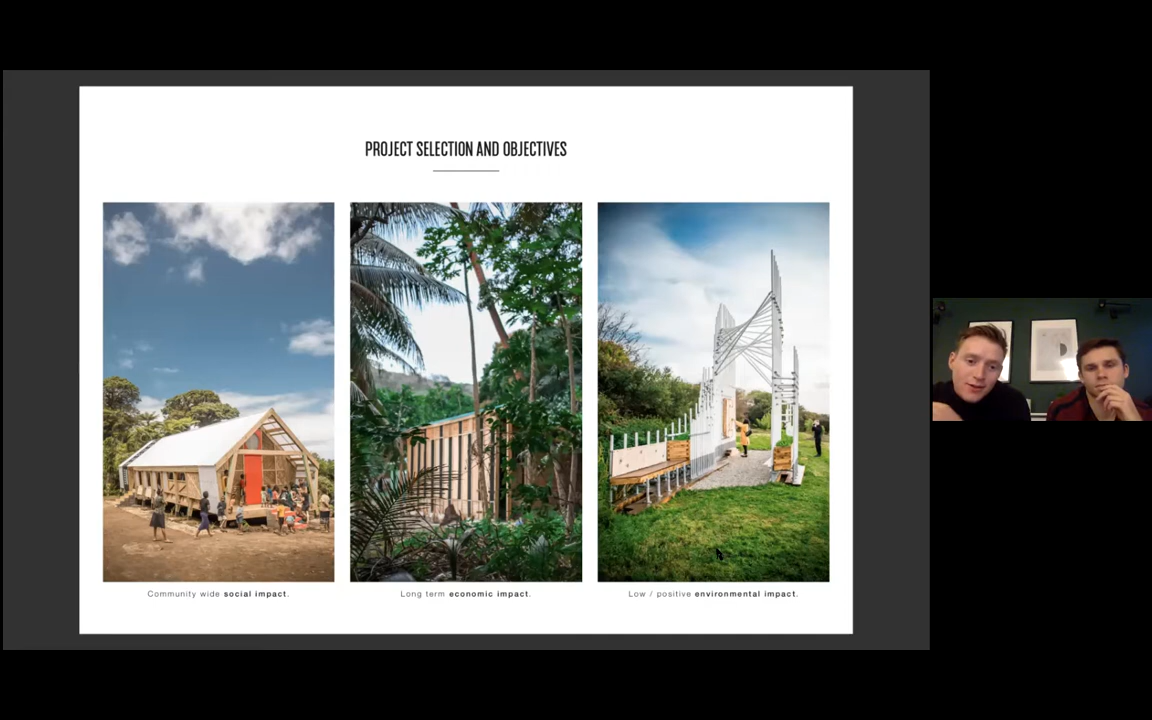 PROJECT SELECTION AND OBJECTIVES
Community wide social impact.
Long term economic impact.
Low / positive environmental impact.